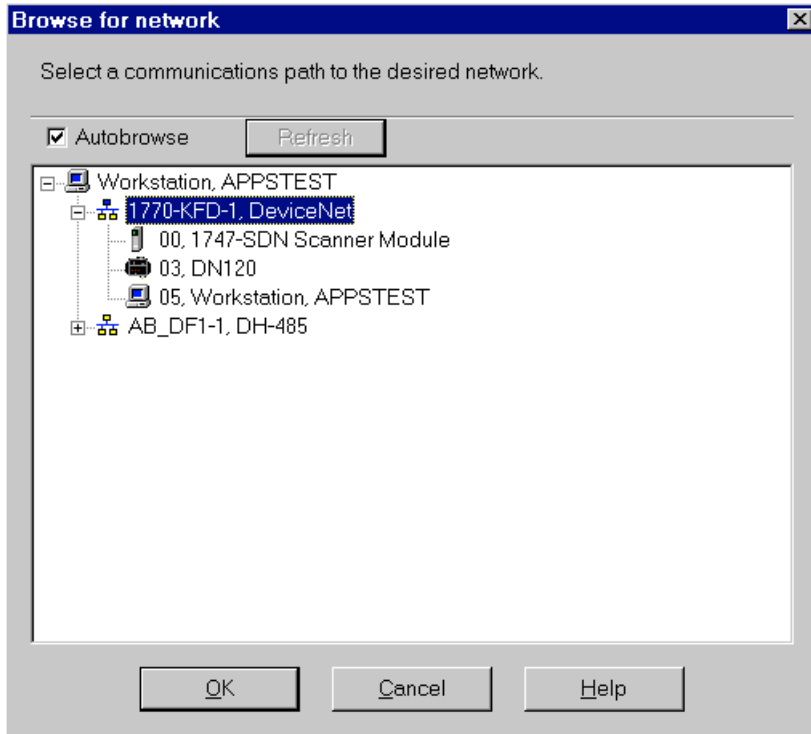 Browse for network
Select a communications path to the desired network.
Autobrowse Refresh
Workstation, APPSTEST
1770-KFD-1, DeviceNet
00, 1747-SDN Scanner Module
03, DN120
05, Workstation, APPSTEST
AB_DF1-1, DH-485
OK Cancel Help